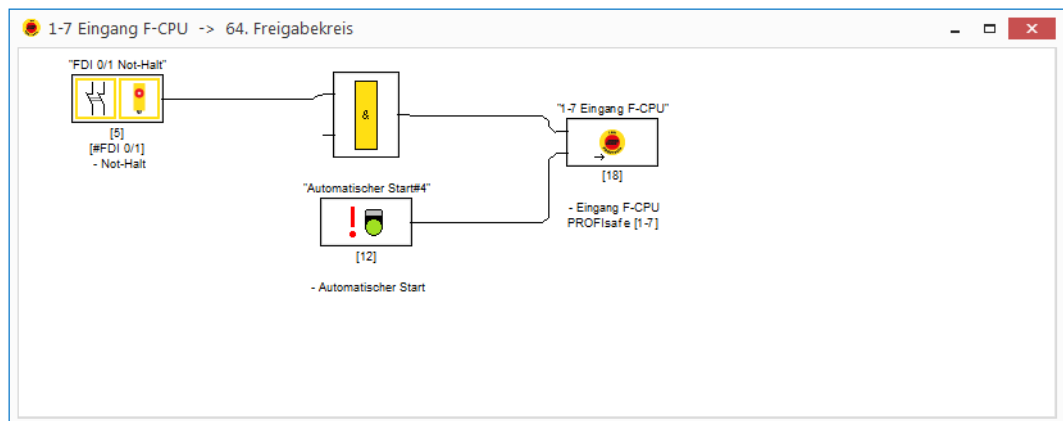 1-7 Eingang F-CPU -> 64. Freigabekreis
"FDI 0/1 Not-Halt"
[5]
[#FDI 0/1]
- Not-Halt
&
"1-7 Eingang F-CPU"
[18]
- Eingang F-CPU
PROFIsafe [1-7]
"Automatischer Start#4"
[12]
- Automatischer Start